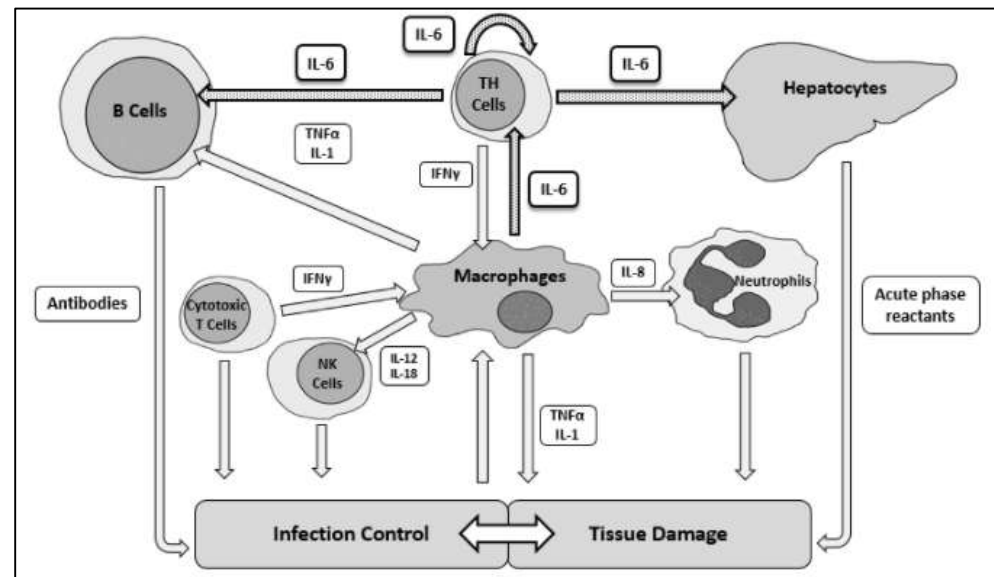 IL-6
IL-6
IL-6
TH
Cells
B Cells
Hepatocytes
TNFα
IL-1
IFNγ
IL-6
IFNγ
Macrophages
IL-8
Neutrophils
Antibodies
Cytotoxic
T Cells
Acute phase
reactants
NK
Cells
IL-12
IL-18
TNFα
IL-1
Infection Control
Tissue Damage